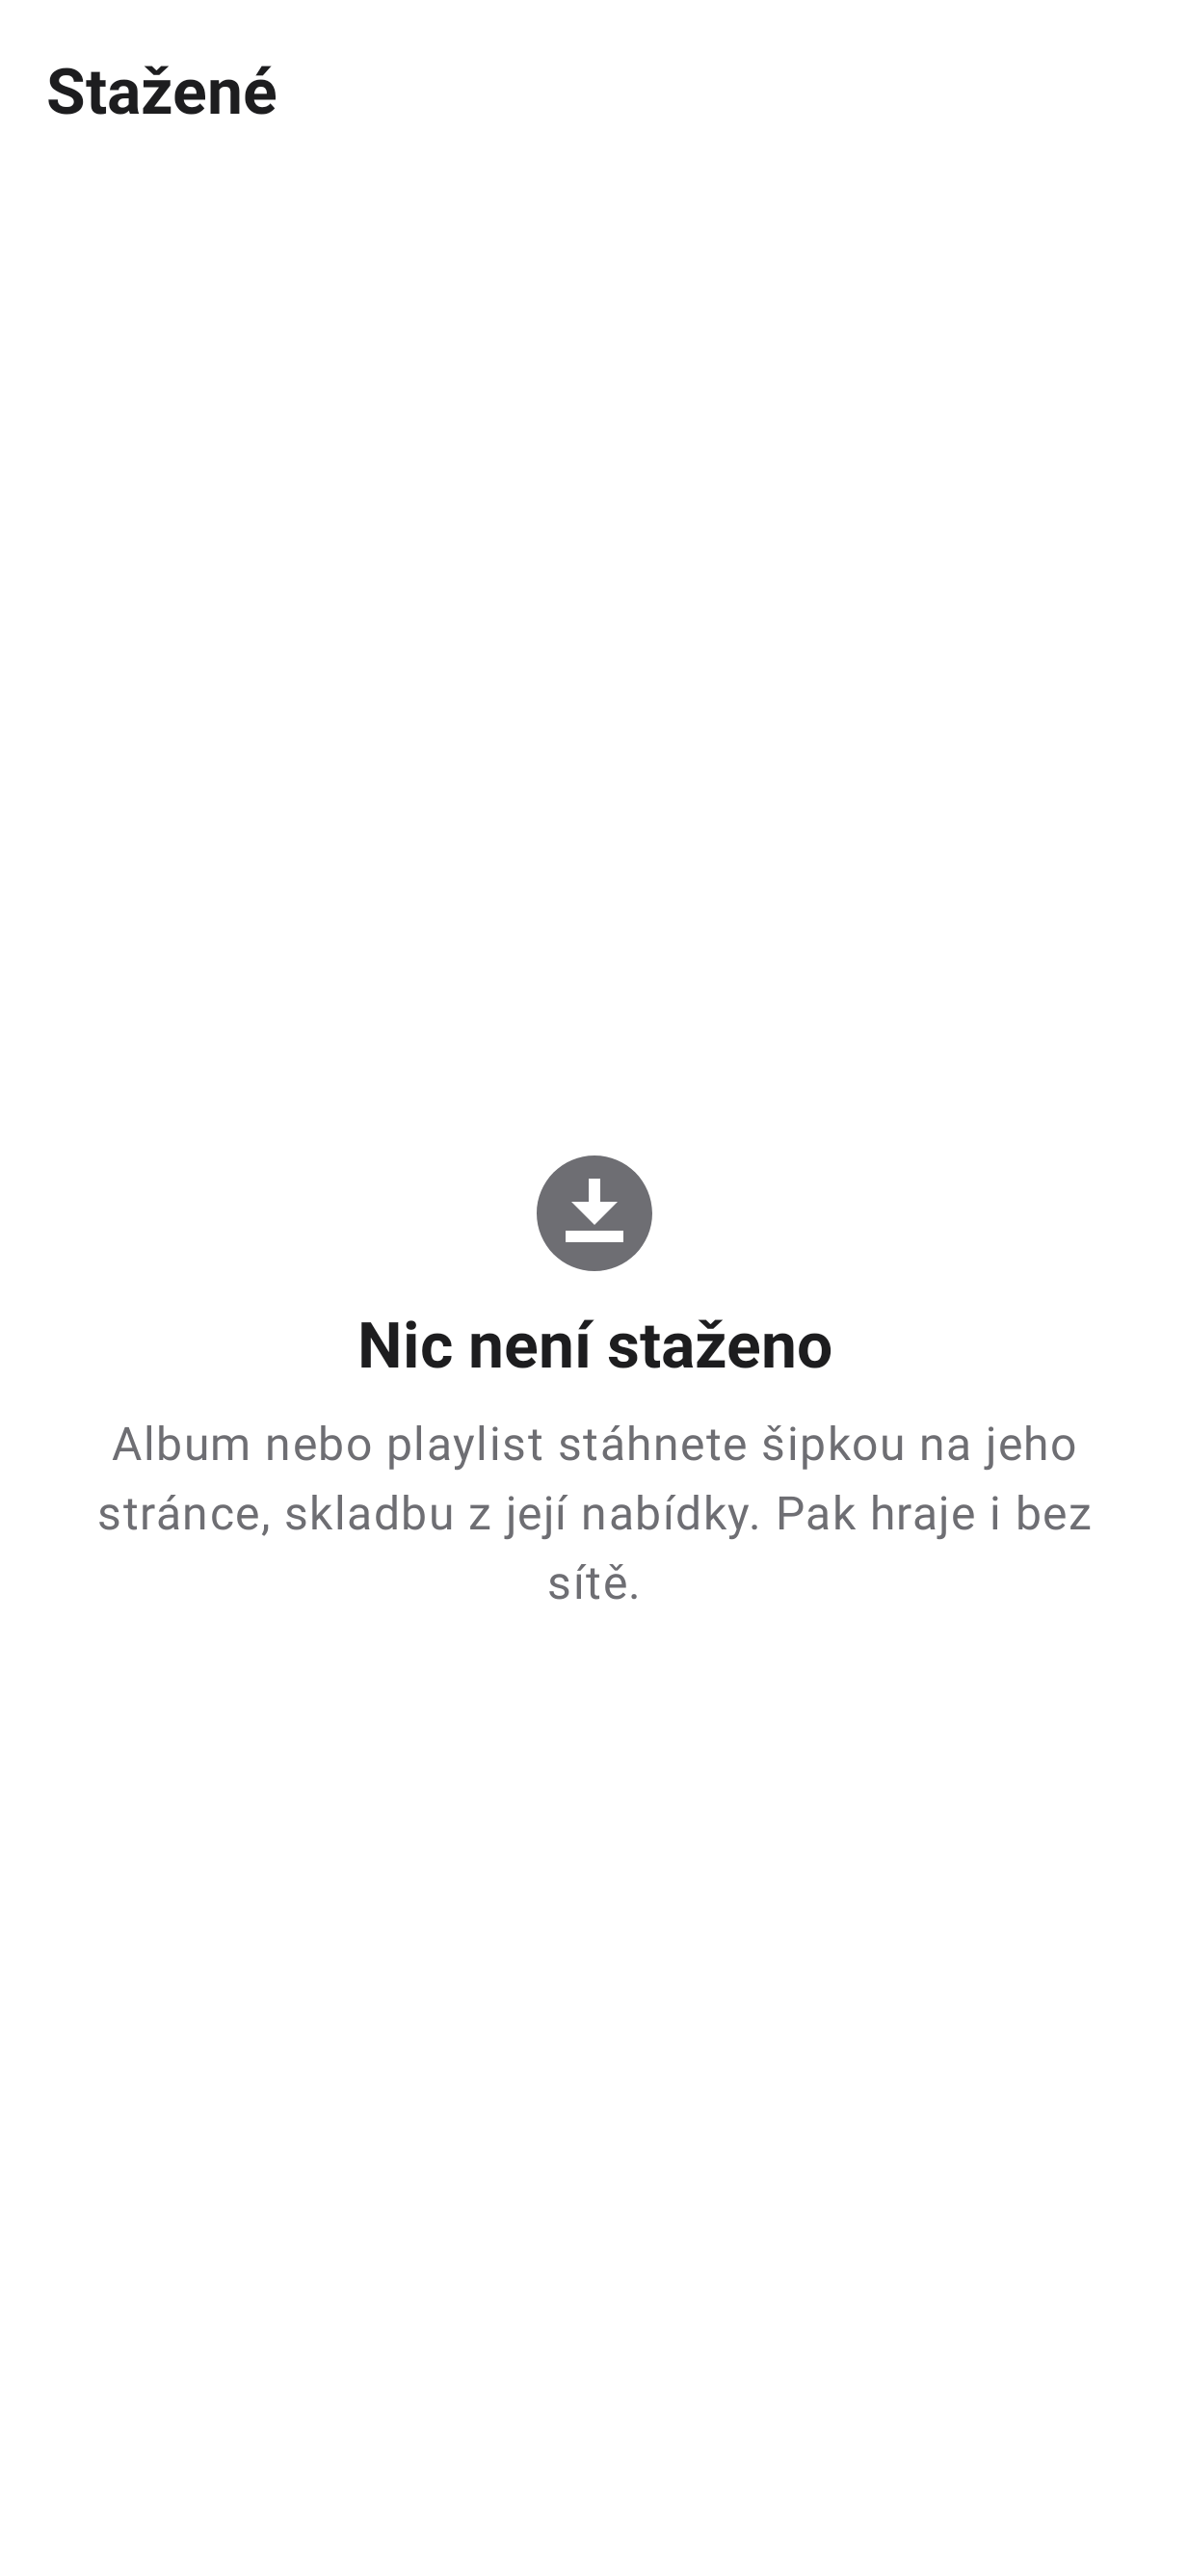 Stažené
Nic není staženo
Album nebo playlist stáhnete šipkou na jeho
stránce, skladbu z její nabídky. Pak hraje i bez
sítě.